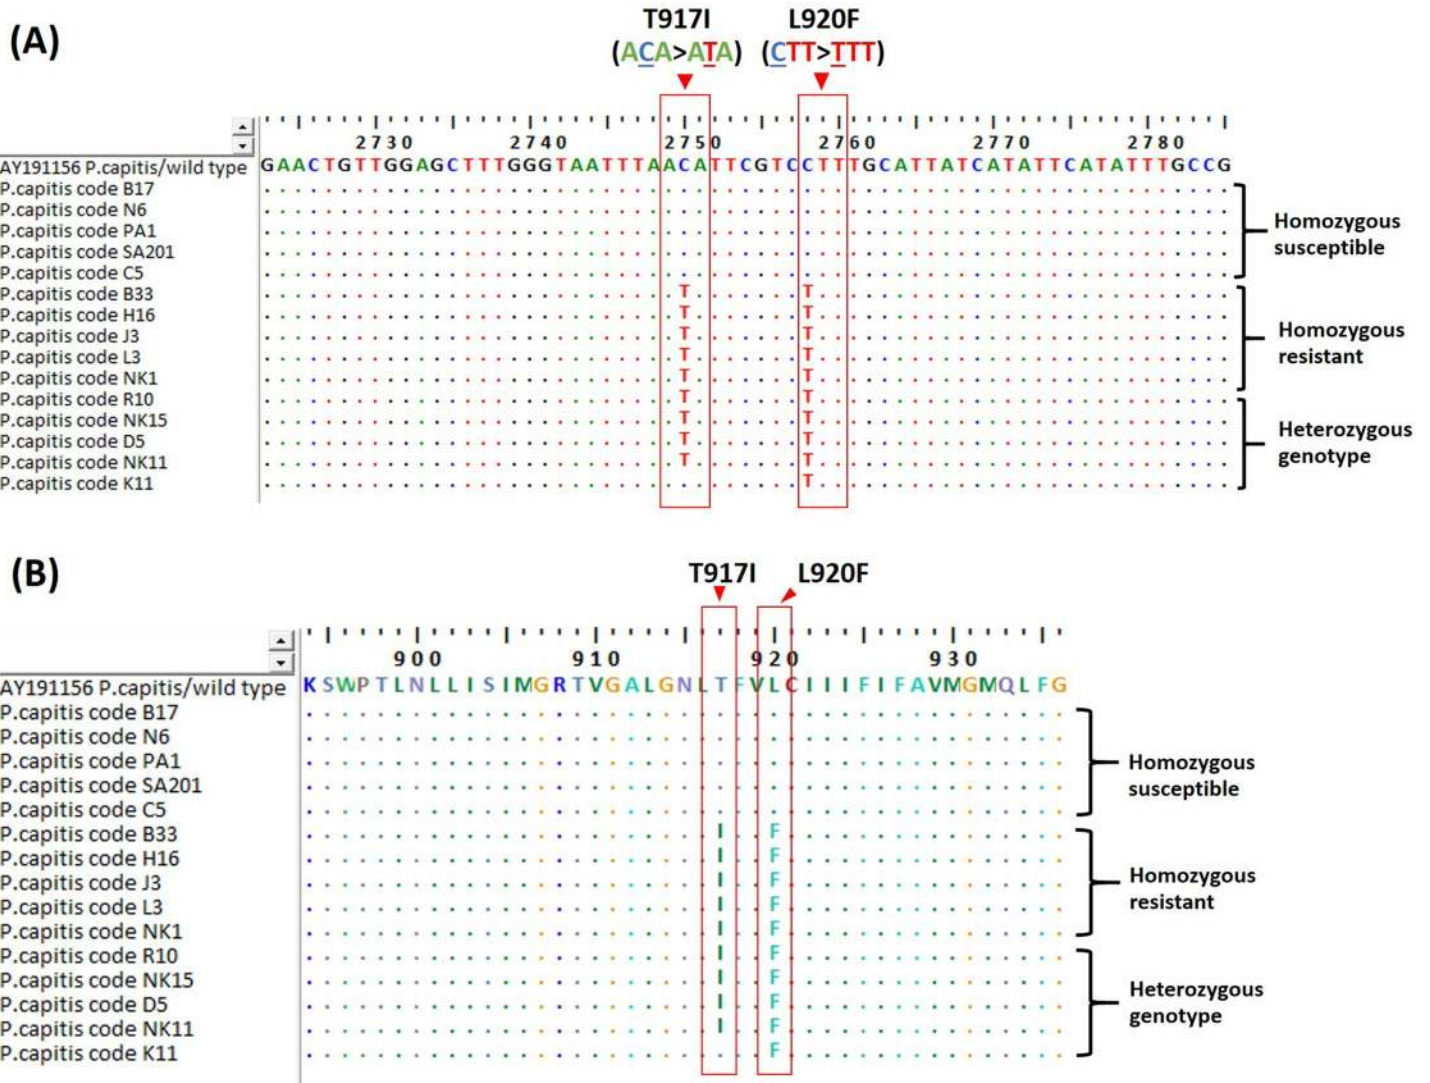 (A)
T917I L920F
(ACA>ATA) (CTT>TTT)
2730 2740 2750 2760 2770 2780
AY191156 P.capitis/wild type GAACTGTTGGAGCTTTGGGTAATTTAACATTCGTCCTTTGCATTATCATATTCATATTTGCCG
P.capitis code B17
P.capitis code N6
P.capitis code PA1
P.capitis code SA201
P.capitis code C5
Homozygous
susceptible
P.capitis code B33 T T
P.capitis code H16 T T
P.capitis code J3 T T
P.capitis code L3 T T
P.capitis code NK1 T T
Homozygous
resistant
P.capitis code R10 T T
P.capitis code NK15 T T
P.capitis code D5 T T
P.capitis code NK11 T T
P.capitis code K11 T
Heterozygous
genotype
(B)
T917I L920F
900 910 920 930
AY191156 P.capitis/wild type KSWPTLNLLISIMGRTVGALGNLTFVLCIIIFIFAVMGMQLFG
P.capitis code B17
P.capitis code N6
P.capitis code PA1
P.capitis code SA201
P.capitis code C5
Homozygous
susceptible
P.capitis code B33 I F
P.capitis code H16 I F
P.capitis code J3 I F
P.capitis code L3 I F
P.capitis code NK1 I F
Homozygous
resistant
P.capitis code R10 I F
P.capitis code NK15 I F
P.capitis code D5 I F
P.capitis code NK11 I F
P.capitis code K11 F
Heterozygous
genotype